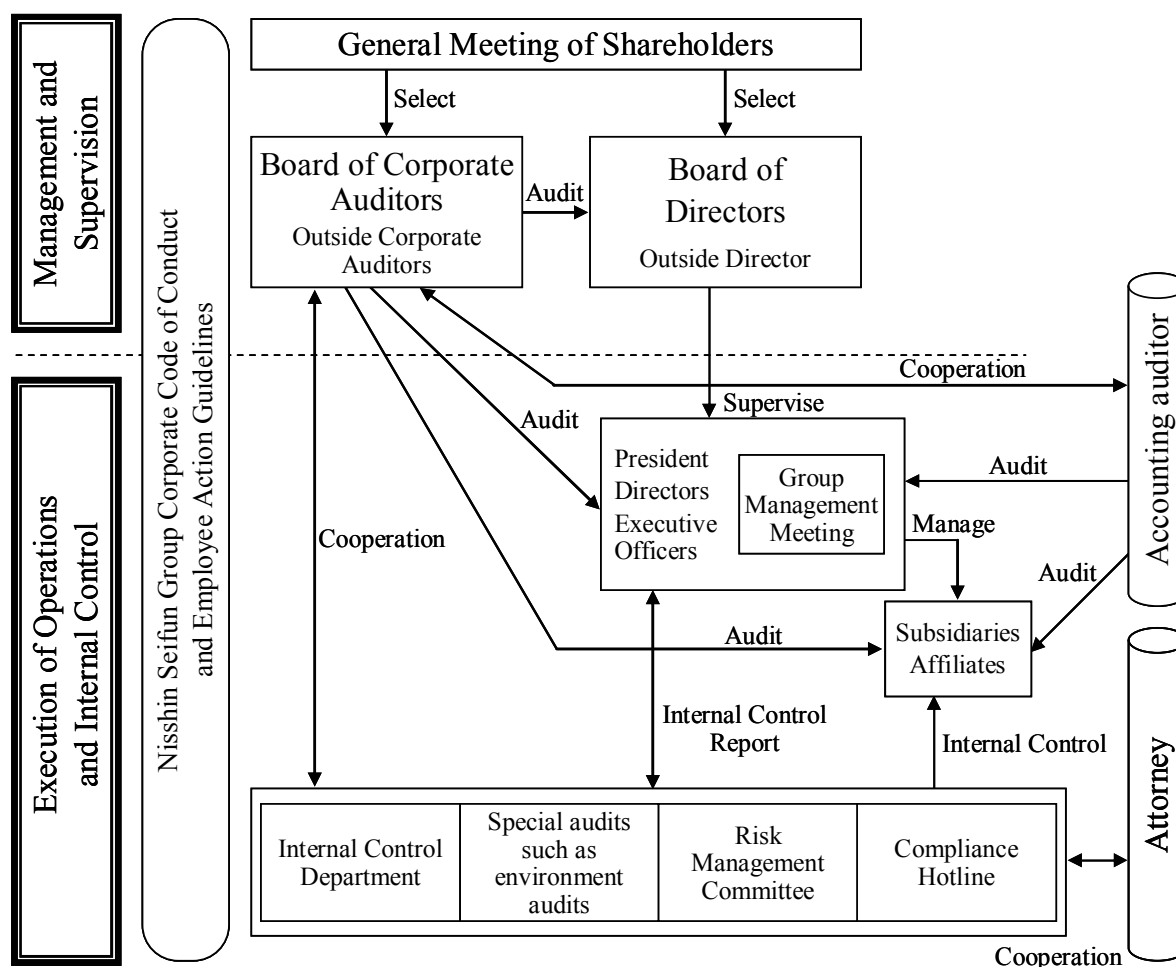 General Meeting of Shareholders
Management and
Supervision
Nisshin Seifun Group Corporate Code of Conduct
and Employee Action Guidelines
Select
Select
Board of Corporate
Auditors
Outside Corporate
Auditors
Audit
Board of
Directors
Outside Director
Cooperation
Accounting auditor
Supervise
Audit
President
Directors
Executive
Officers
Group
Management
Meeting
Audit
Manage
Execution of Operations
and Internal Control
Cooperation
Audit
Audit
Subsidiaries
Affiliates
Internal Control
Report
Internal Control
Attorney
Internal Control
Department
Special audits
such as
environment
audits
Risk
Management
Committee
Compliance
Hotline
Cooperation